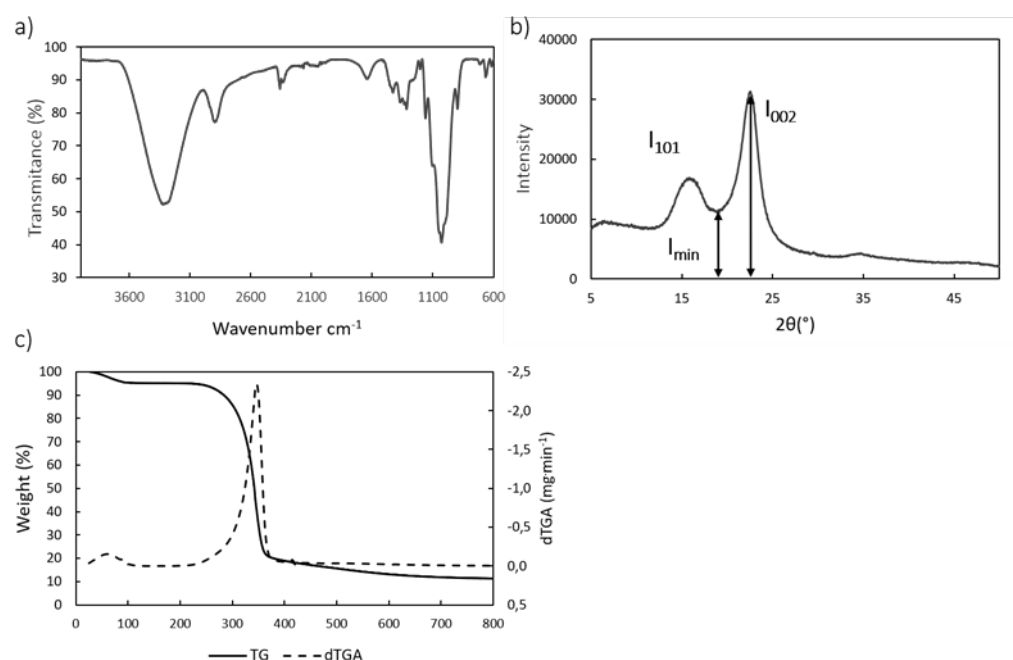 a)
100
90
80
70
60
50
40
30
Transmitance (%)
3600 3100 2600 2100 1600 1100 600
Wavenumber cm⁻¹
b)
40000
30000
20000
10000
0
Intensity
I₁₀₁
I₀₀₂
Iₘᵢₙ
5 15 25 35 45
2θ(°)
c)
100
90
80
70
60
50
40
30
20
10
0
Weight (%)
-2,5
-2,0
-1,5
-1,0
-0,5
0,0
0,5
dTGA (mg·min⁻¹)
0 100 200 300 400 500 600 700 800
TG dTGA